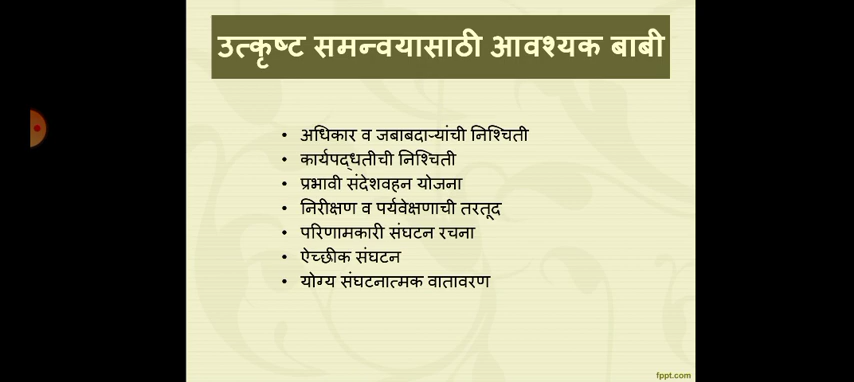 उत्कृष्ट समन्वयासाठी आवश्यक बाबी
• अधिकार व जबाबदाऱ्यांची निश्चिती
• कार्यपद्धतीची निश्चिती
• प्रभावी संदेशवहन योजना
• निरीक्षण व पर्यवेक्षणाची तरतूद
• परिणामकारी संघटन रचना
• ऐच्छीक संघटन
• योग्य संघटनात्मक वातावरण
fppt.com